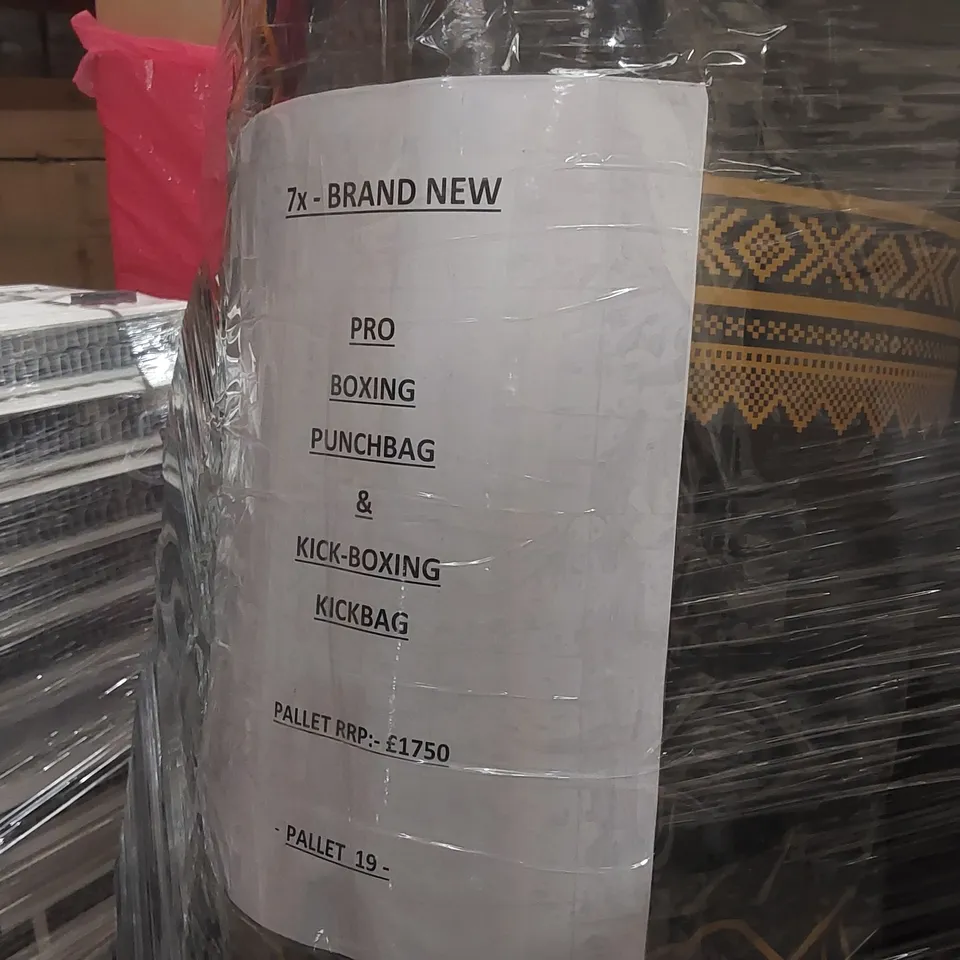 7x - BRAND NEW
PRO
BOXING
PUNCHBAG
&
KICK-BOXING
KICKBAG
PALLET RRP:- £1750
- PALLET 19 -